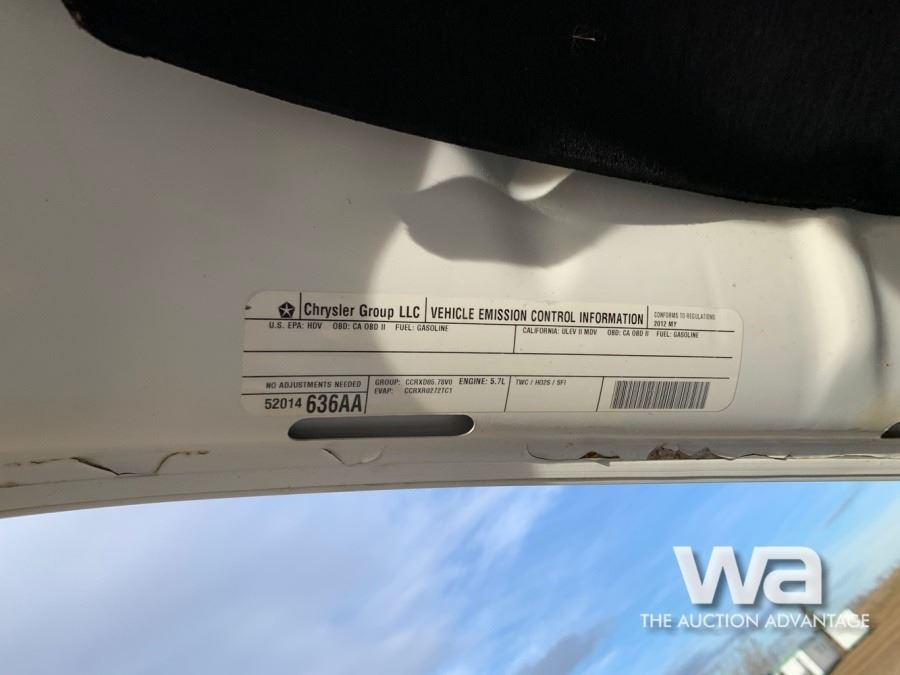 Chrysler Group LLC VEHICLE EMISSION CONTROL INFORMATION CONFORMS TO REGULATIONS:
2012 MY
U.S. EPA: HDV OBD: CA OBD II FUEL: GASOLINE CALIFORNIA: ULEV II MDV OBD: CA OBD II FUEL: GASOLINE
NO ADJUSTMENTS NEEDED GROUP: CCRXD05.78V0 ENGINE: 5.7L TWC / HO2S / SFI
EVAP: CCRXR0272TC1
52014 636AA
wa
THE AUCTION ADVANTAGE